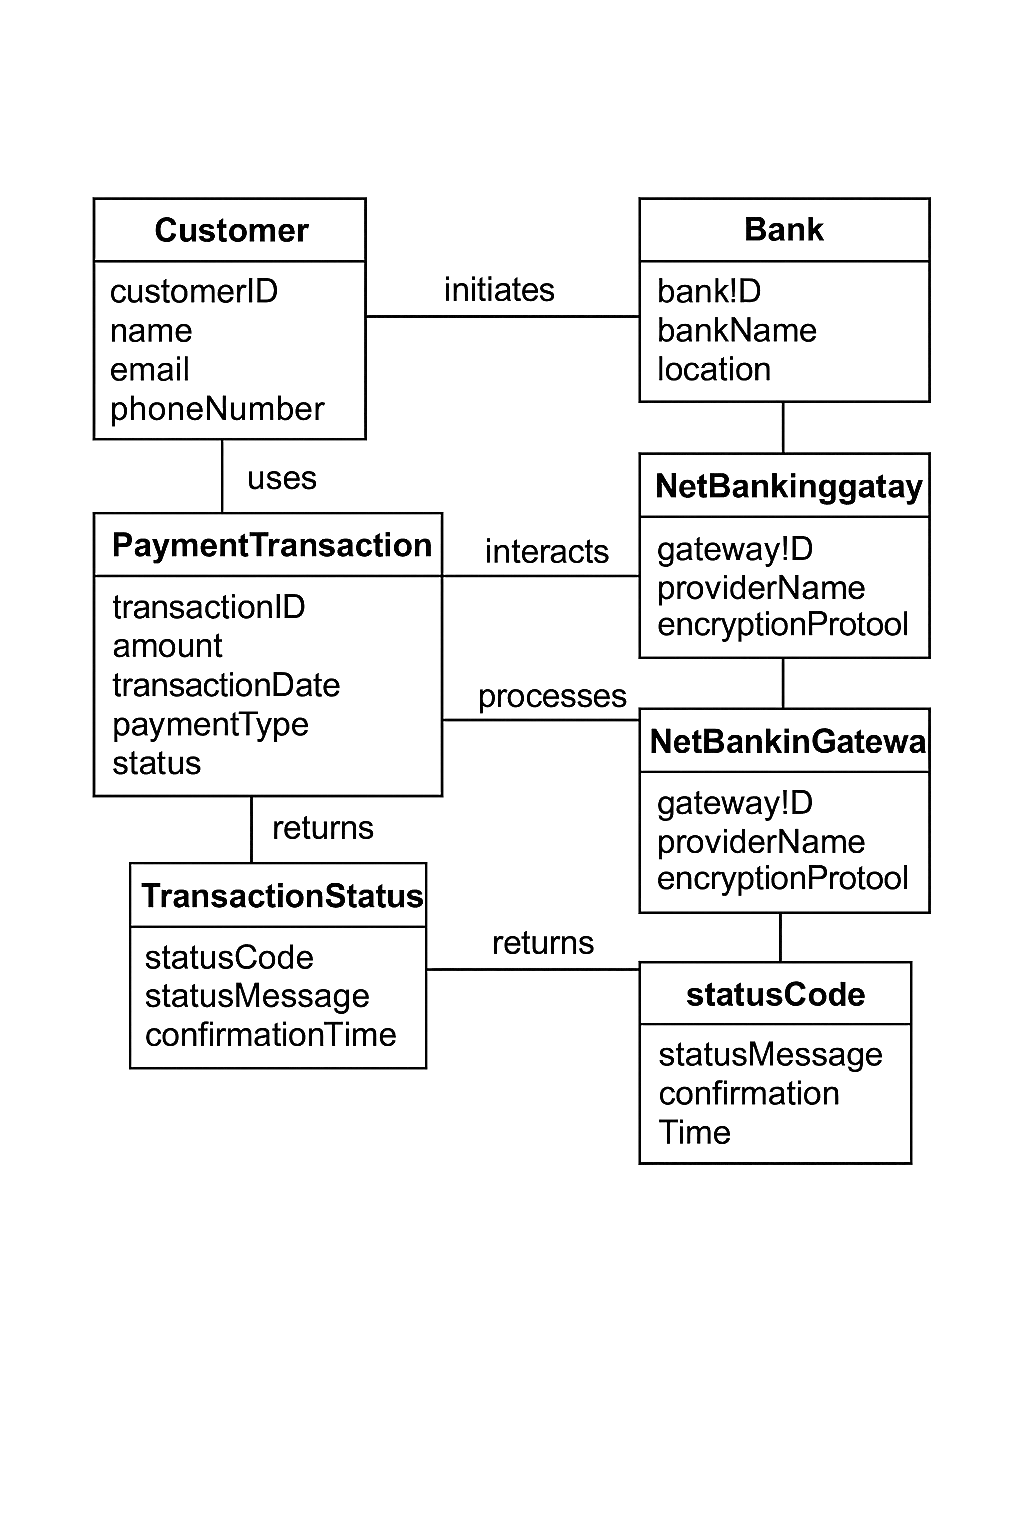 Customer
customerID
name
email
phoneNumber
initiates
Bank
bank!D
bankName
location
uses
PaymentTransaction
transactionID
amount
transactionDate
paymentType
status
interacts
NetBankinggatay
gateway!D
providerName
encryptionProtool
processes
NetBankinGatewa
gateway!D
providerName
encryptionProtool
returns
TransactionStatus
statusCode
statusMessage
confirmationTime
returns
statusCode
statusMessage
confirmation
Time